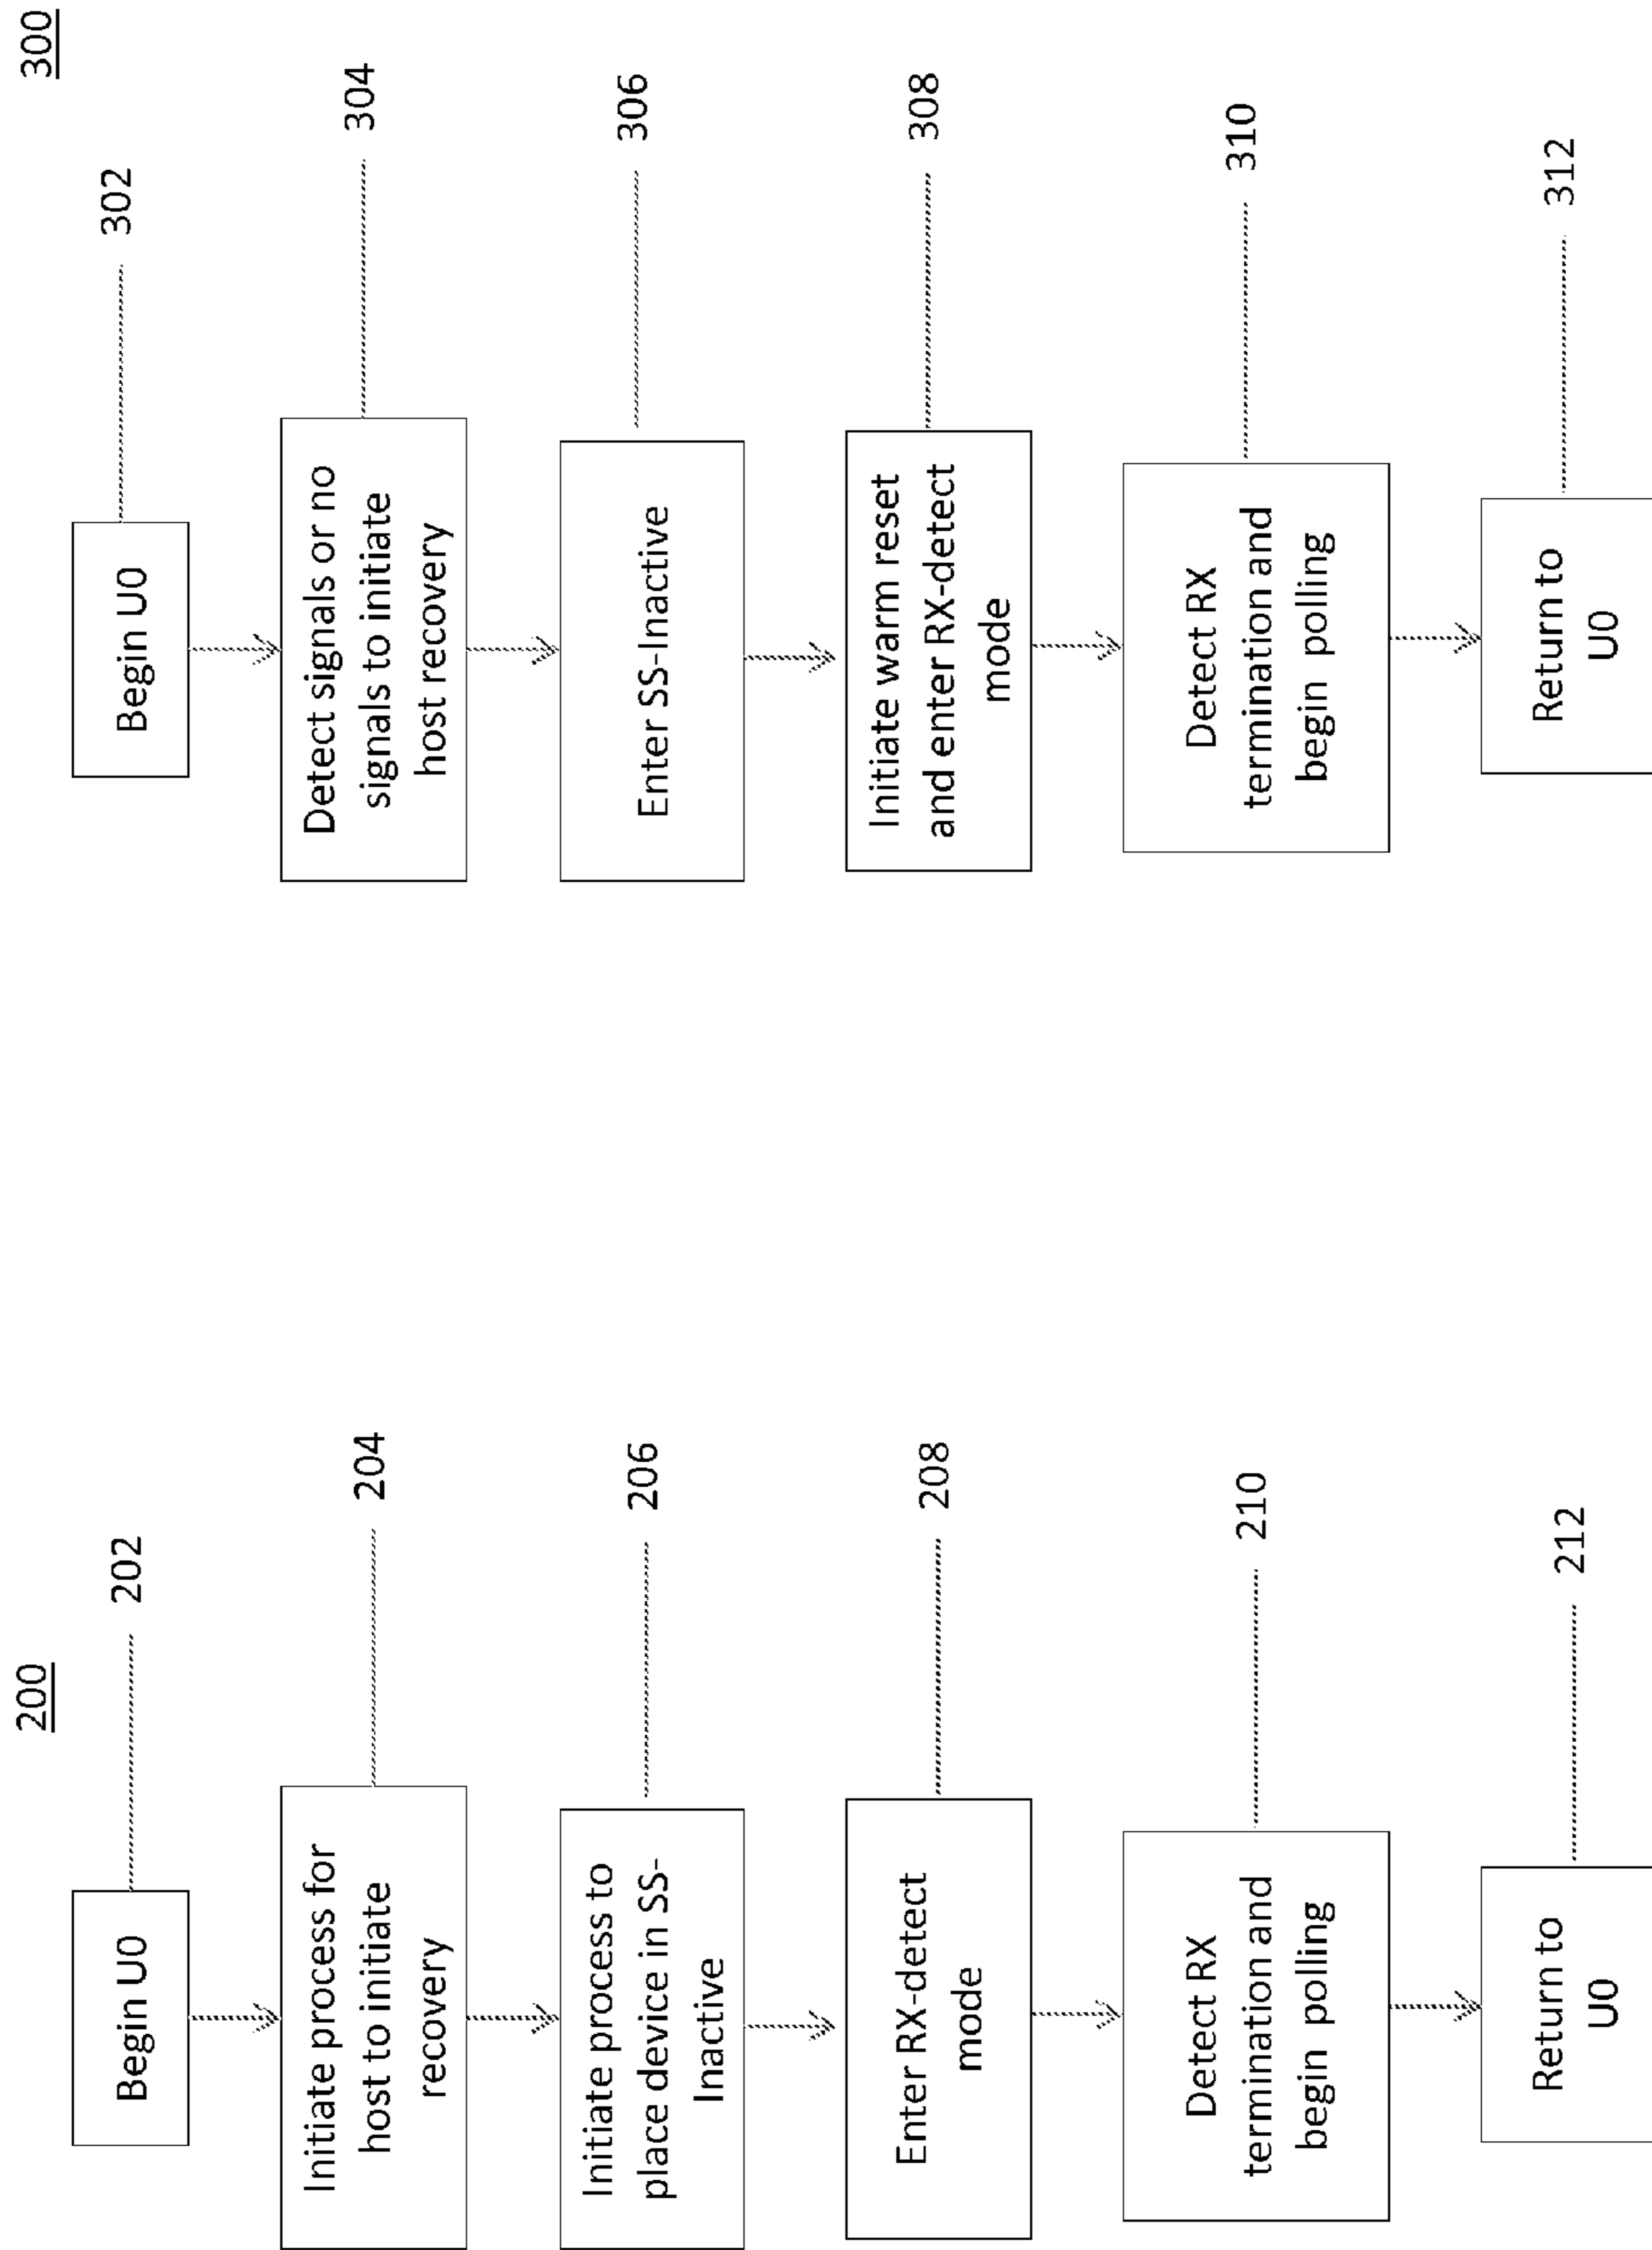 200
Begin U0
202
Initiate process for
host to initiate
recovery
204
Initiate process to
place device in SS-
Inactive
206
Enter RX-detect
mode
208
Detect RX
termination and
begin polling
210
Return to
U0
212
300
Begin U0
302
Detect signals or no
signals to initiate
host recovery
304
Enter SS-Inactive
306
Initiate warm reset
and enter RX-detect
mode
308
Detect RX
termination and
begin polling
310
Return to
U0
312